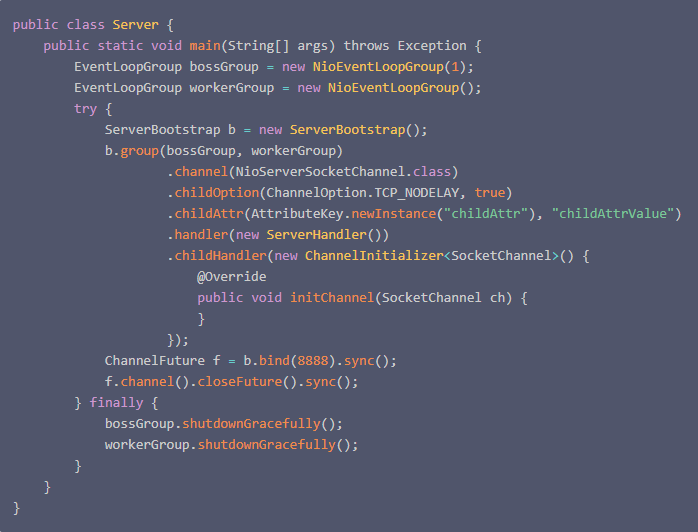 public class Server {
    public static void main(String[] args) throws Exception {
        EventLoopGroup bossGroup = new NioEventLoopGroup(1);
        EventLoopGroup workerGroup = new NioEventLoopGroup();
        try {
            ServerBootstrap b = new ServerBootstrap();
            b.group(bossGroup, workerGroup)
                    .channel(NioServerSocketChannel.class)
                    .childOption(ChannelOption.TCP_NODELAY, true)
                    .childAttr(AttributeKey.newInstance("childAttr"), "childAttrValue")
                    .handler(new ServerHandler())
                    .childHandler(new ChannelInitializer<SocketChannel>() {
                        @Override
                        public void initChannel(SocketChannel ch) {
                        }
                    });
            ChannelFuture f = b.bind(8888).sync();
            f.channel().closeFuture().sync();
        } finally {
            bossGroup.shutdownGracefully();
            workerGroup.shutdownGracefully();
        }
    }
}